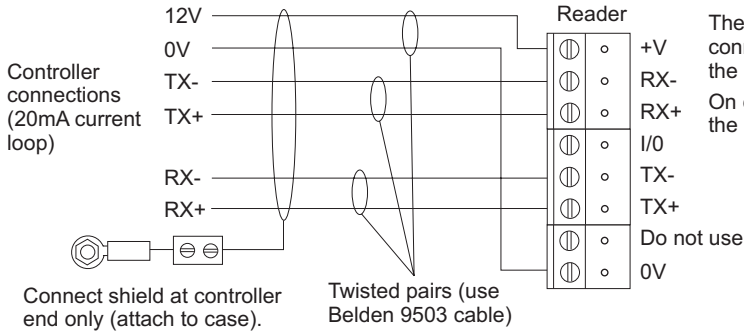 12V
0V
TX-
TX+
RX-
RX+
Controller
connections
(20mA current
loop)
Connect shield at controller
end only (attach to case).
Twisted pairs (use
Belden 9503 cable)
Reader
+V
RX-
RX+
I/0
TX-
TX+
Do not use
0V
The
the
On
the